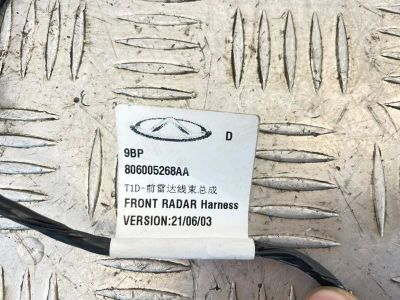 D
9BP
806005268AA
T1D-前雷达线束总成
FRONT RADAR Harness
VERSION:21/06/03